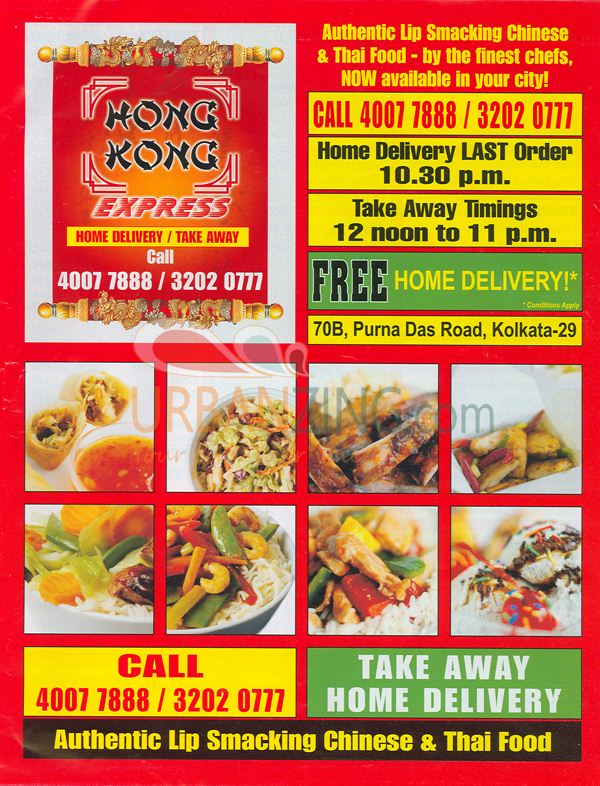 HONG
KONG
EXPRESS
HOME DELIVERY / TAKE AWAY
Call
4007 7888 / 3202 0777
Authentic Lip Smacking Chinese
& Thai Food - by the finest chefs,
NOW available in your city!
CALL 4007 7888 / 3202 0777
Home Delivery LAST Order
10.30 p.m.
Take Away Timings
12 noon to 11 p.m.
FREE HOME DELIVERY!*
* Conditions Apply
70B, Purna Das Road, Kolkata-29
URBANZING.com
CALL
4007 7888 / 3202 0777
TAKE AWAY
HOME DELIVERY
Authentic Lip Smacking Chinese & Thai Food